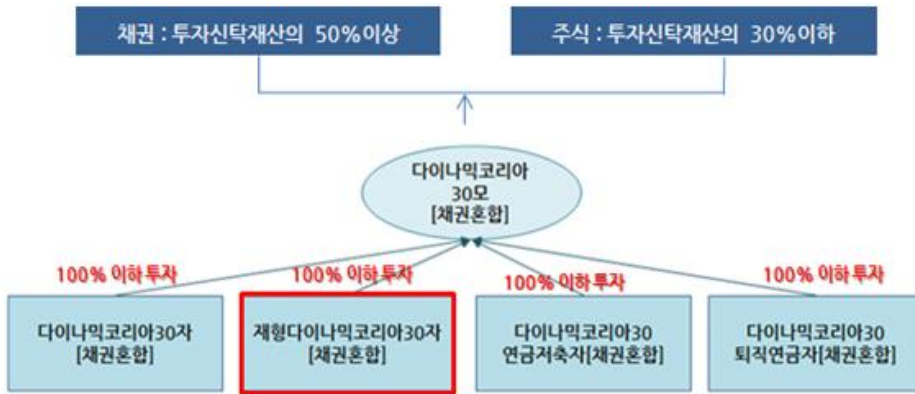 채권 : 투자신탁재산의 50%이상
주식 : 투자신탁재산의 30%이하
다이나믹코리아
30모
[채권혼합]
100% 이하 투자
100% 이하 투자
100% 이하 투자
100% 이하 투자
다이나믹코리아30자
[채권혼합]
재형다이나믹코리아30자
[채권혼합]
다이나믹코리아30
연금저축자[채권혼합]
다이나믹코리아30
퇴직연금자[채권혼합]